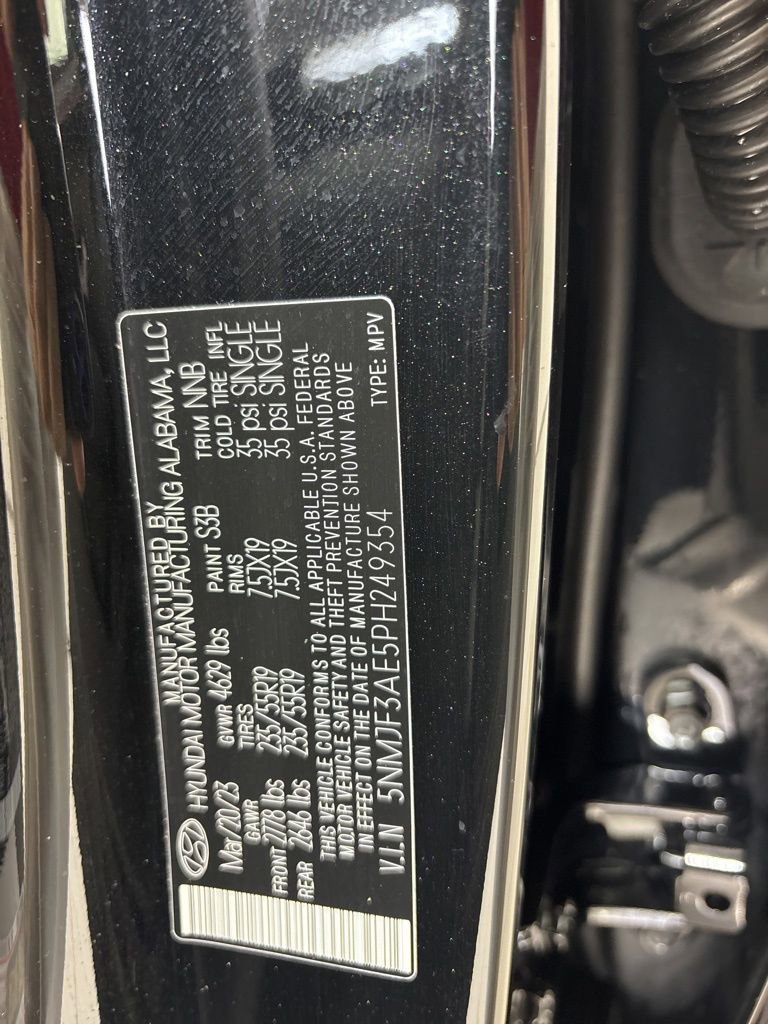 MANUFACTURED BY
HYUNDAI MOTOR MANUFACTURING ALABAMA, LLC
Mar/20/23 GVWR 4629 lbs PAINT S3B TRIM NNB
GAWR TIRES RIMS COLD TIRE INFL
FRONT 2778 lbs 235/55R19 7.5JX19 35 psi SINGLE
REAR 2646 lbs 235/55R19 7.5JX19 35 psi SINGLE
THIS VEHICLE CONFORMS TO ALL APPLICABLE U.S.A. FEDERAL
MOTOR VEHICLE SAFETY AND THEFT PREVENTION STANDARDS
IN EFFECT ON THE DATE OF MANUFACTURE SHOWN ABOVE
V.I.N 5NMJF3AE5PH249354 TYPE: MPV